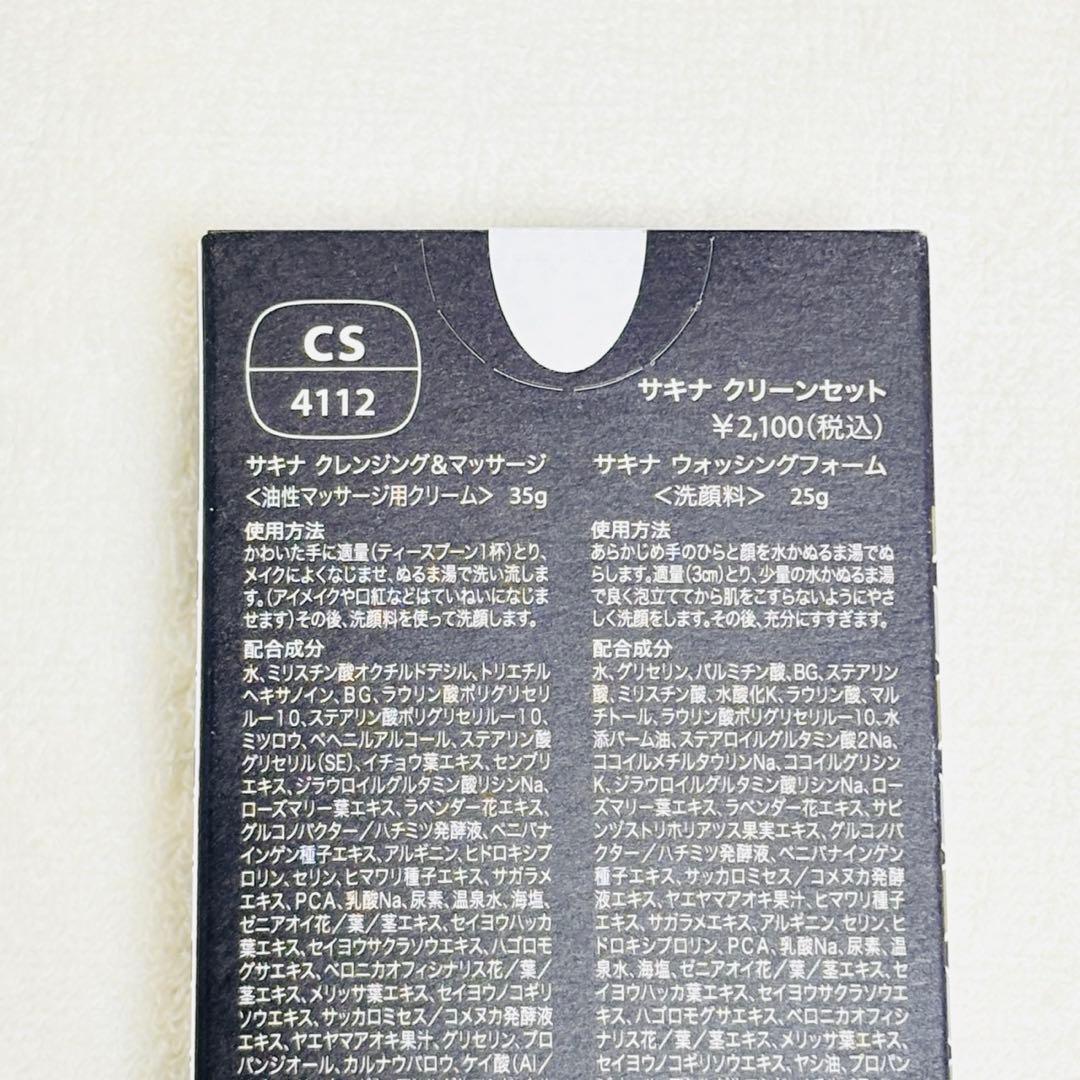 CS
4112
サキナ クリーンセット
¥2,100(税込)
サキナ クレンジング&マッサージ
<油性マッサージ用クリーム> 35g
使用方法
かわいた手に適量(ティースプーン1杯)とり、
メイクによくなじませ、ぬるま湯で洗い流しま
す。(アイメイクや口紅などはていねいになじま
せます)その後、洗顔料を使って洗顔します。
配合成分
水、ミリスチン酸オクチルドデシル、トリエチル
ヘキサノイン、BG、ラウリン酸ポリグリセリ
ル-10、ステアリン酸ポリグリセリル-10、
ミツロウ、ベヘニルアルコール、ステアリン酸
グリセリル(SE)、イチョウ葉エキス、センブリ
エキス、ジラウロイルグルタミン酸リシンNa、
ローズマリー葉エキス、ラベンダー花エキス、
グルコノバクター/ハチミツ発酵液、ベニバナ
インゲン種子エキス、アルギニン、ヒドロキシプ
ロリン、セリン、ヒマワリ種子エキス、サガラメ
エキス、PCA、乳酸Na、尿素、温泉水、海塩、
ゼニアオイ花/葉/茎エキス、セイヨウハッカ
葉エキス、セイヨウサクラソウエキス、ハゴロモ
グサエキス、ベロニカオフィシナリス花/葉/
茎エキス、メリッサ葉エキス、セイヨウノコギリ
ソウエキス、サッカロミセス/コメヌカ発酵液
エキス、ヤエヤマアオキ果汁、グリセリン、プロ
パンジオール、カルナウバロウ、ケイ酸(Al/
サキナ ウォッシングフォーム
<洗顔料> 25g
使用方法
あらかじめ手のひらと顔を水かぬるま湯でぬ
らします。適量(3cm)とり、少量の水かぬるま湯
で良く泡立ててから肌をこすらないようにやさ
しく洗顔をします。その後、充分にすすぎます。
配合成分
水、グリセリン、パルミチン酸、BG、ステアリン
酸、ミリスチン酸、水酸化K、ラウリン酸、マル
チトール、ラウリン酸ポリグリセリル-10、水
添パーム油、ステアロイルグルタミン酸2Na、
ココイルメチルタウリンNa、ココイルグリシン
K、ジラウロイルグルタミン酸リシンNa、ロー
ズマリー葉エキス、ラベンダー花エキス、サピ
ンヅストリホリアツス果実エキス、グルコノバ
クター/ハチミツ発酵液、ベニバナインゲン
種子エキス、サッカロミセス/コメヌカ発酵
液エキス、ヤエヤマアオキ果汁、ヒマワリ種子
エキス、サガラメエキス、アルギニン、セリン、ヒ
ドロキシプロリン、PCA、乳酸Na、尿素、温
泉水、海塩、ゼニアオイ花/葉/茎エキス、セ
イヨウハッカ葉エキス、セイヨウサクラソウエ
キス、ハゴロモグサエキス、ベロニカオフィシ
ナリス花/葉/茎エキス、メリッサ葉エキス、
セイヨウノコギリソウエキス、ヤシ油、プロパン